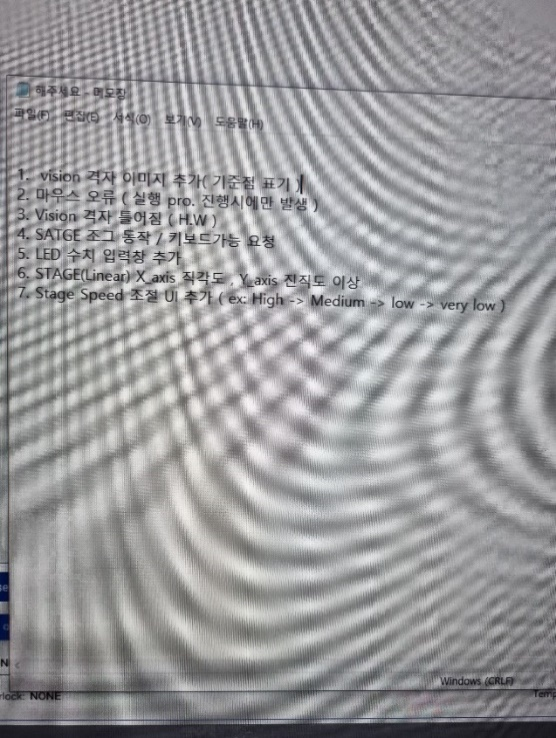 해주세요 - 메모장
파일(F) 편집(E) 서식(O) 보기(V) 도움말(H)
1. vision 격자 이미지 추가( 기준점 표기 )
2. 마우스 오류 ( 실행 pro. 진행시에만 발생 )
3. Vision 격자 틀어짐 ( H.W )
4. SATGE 조그 동작 / 키보드가능 요청
5. LED 수치 입력창 추가
6. STAGE(Linear) X_axis 직각도 , Y_axis 진직도 이상
7. Stage Speed 조절 UI 추가 ( ex: High -> Medium -> low -> very low )
Windows (CRLF)
lock: NONE
Temp